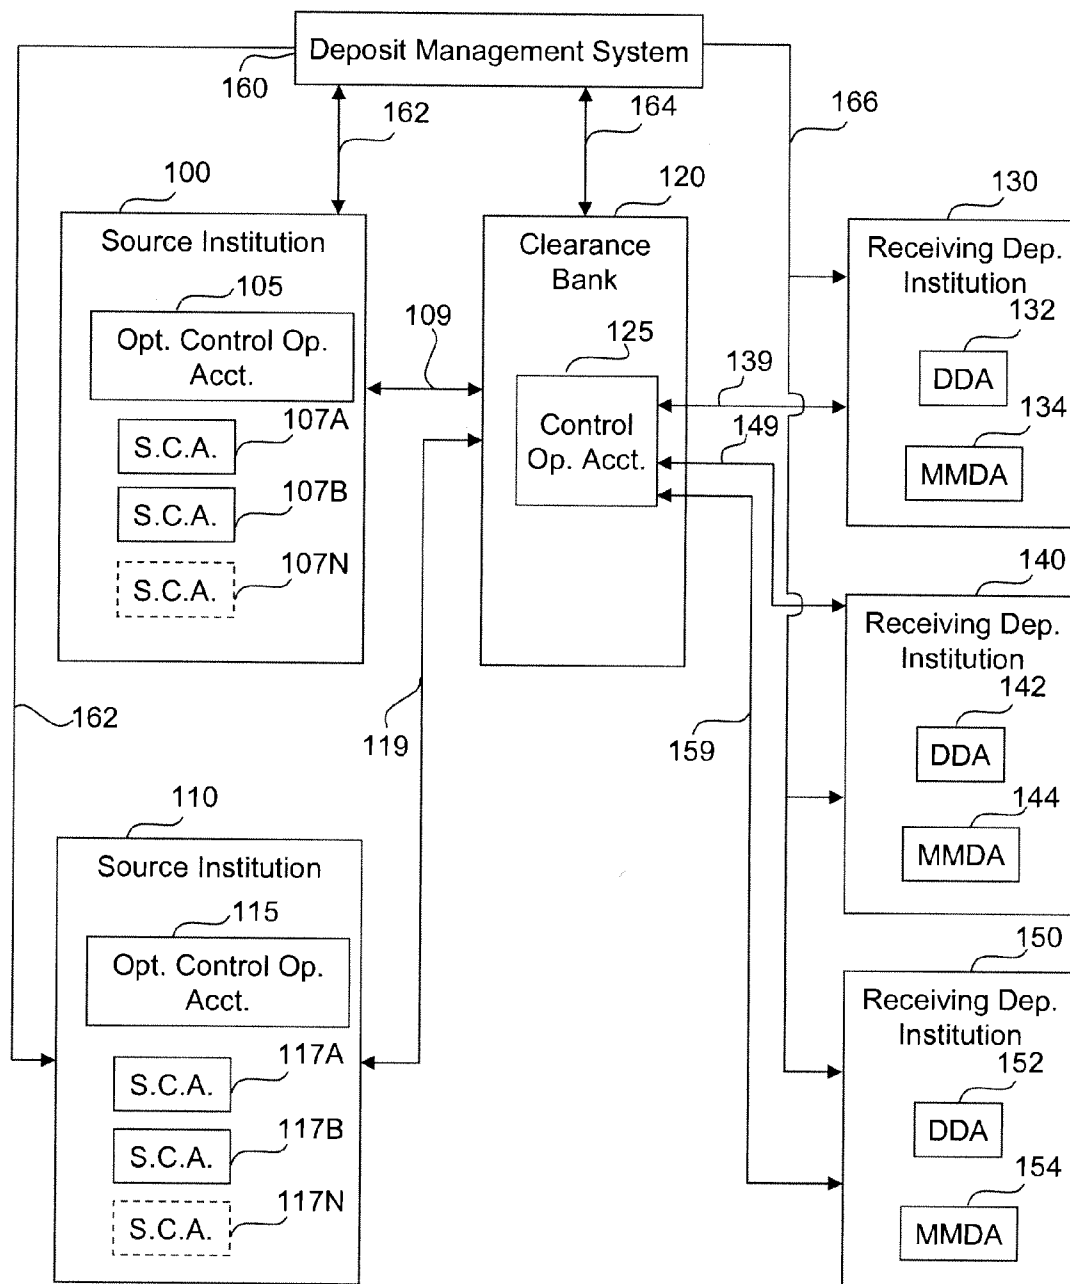 Deposit Management System
160
162
164
166
100
Source Institution
105
Opt. Control Op.
Acct.
107A
S.C.A.
107B
S.C.A.
107N
S.C.A.
109
120
Clearance
Bank
125
Control
Op. Acct.
139
149
130
Receiving Dep.
Institution
132
DDA
134
MMDA
140
Receiving Dep.
Institution
142
DDA
144
MMDA
162
119
159
110
Source Institution
115
Opt. Control Op.
Acct.
117A
S.C.A.
117B
S.C.A.
117N
S.C.A.
150
Receiving Dep.
Institution
152
DDA
154
MMDA